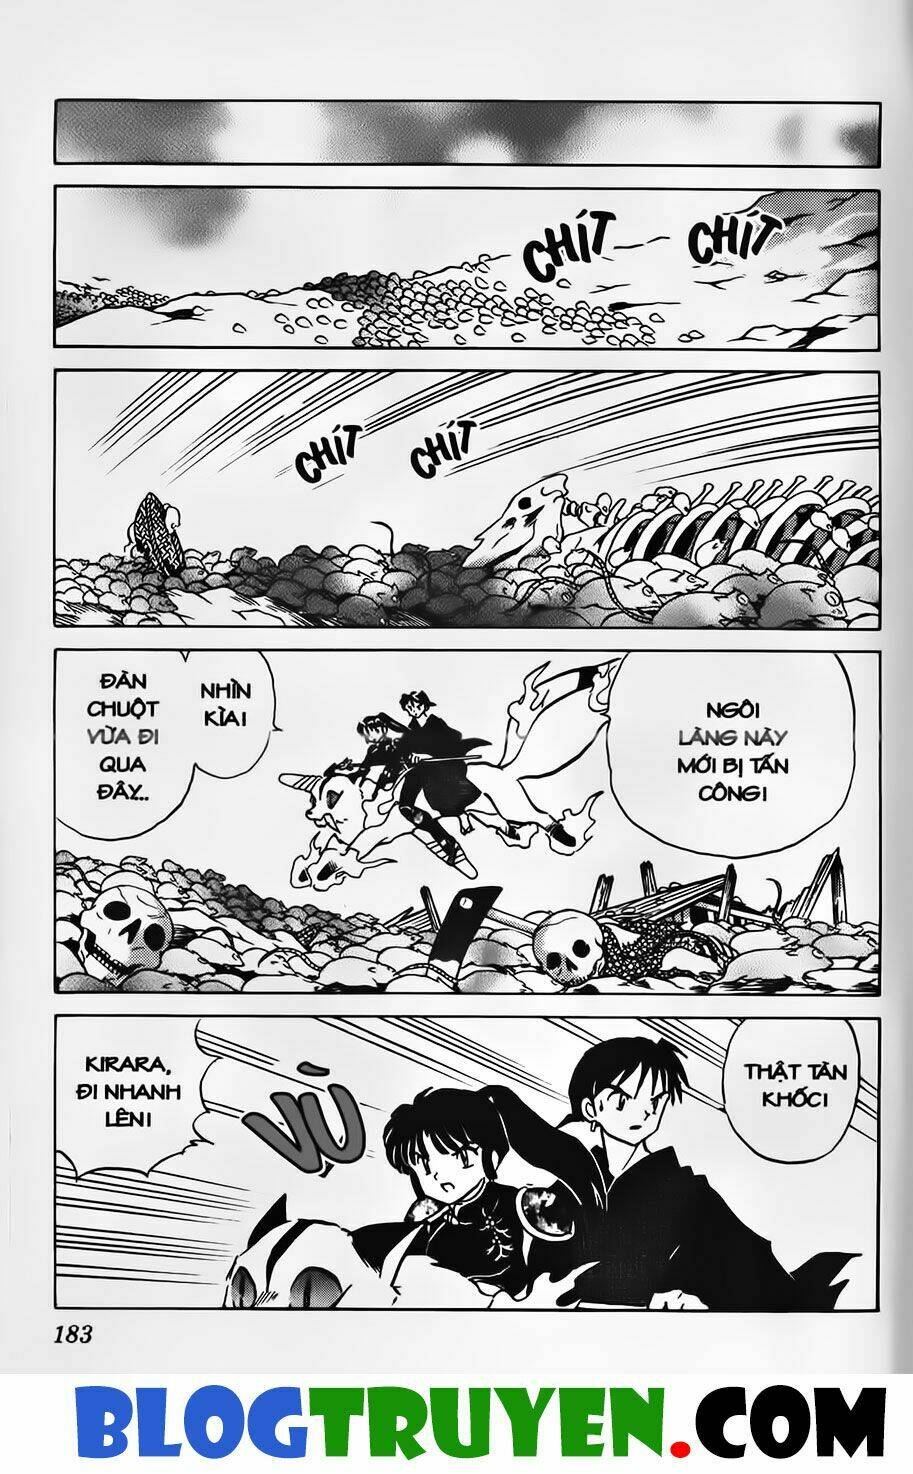 CHÍT
CHÍT
CHÍT
CHÍT
NGÔI
LÀNG NÀY
MỚI BỊ TẤN
CÔNG!
NHÌN
KÌA!
ĐÀN
CHUỘT
VỪA ĐI
QUA
ĐÂY...
THẬT TÀN
KHỐC!
VÙ
KIRARA,
ĐI NHANH
LÊN!
183
BLOGTRUYEN.COM